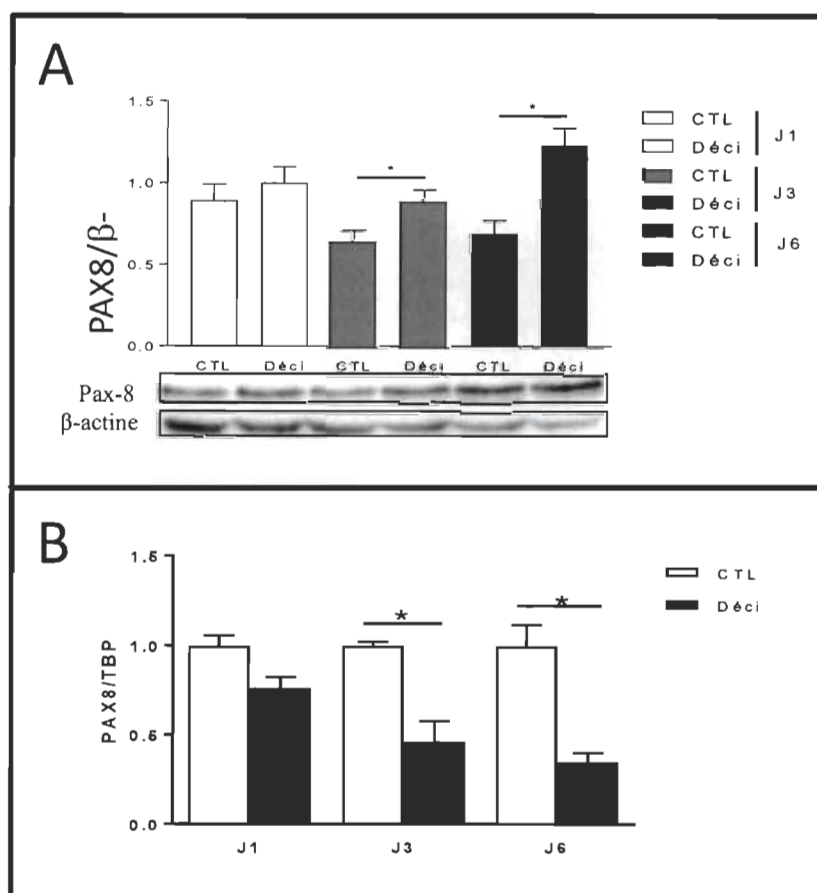 A
PAX8/β-
1.5
1.0
0.5
0.0
*
*
CTL Déci CTL Déci CTL Déci
CTL
Déci
J1
CTL
Déci
J3
CTL
Déci
J6
Pax-8
β-actine
B
PAX8/TBP
1.5
1.0
0.5
0.0
*
*
J1 J3 J6
CTL
Déci